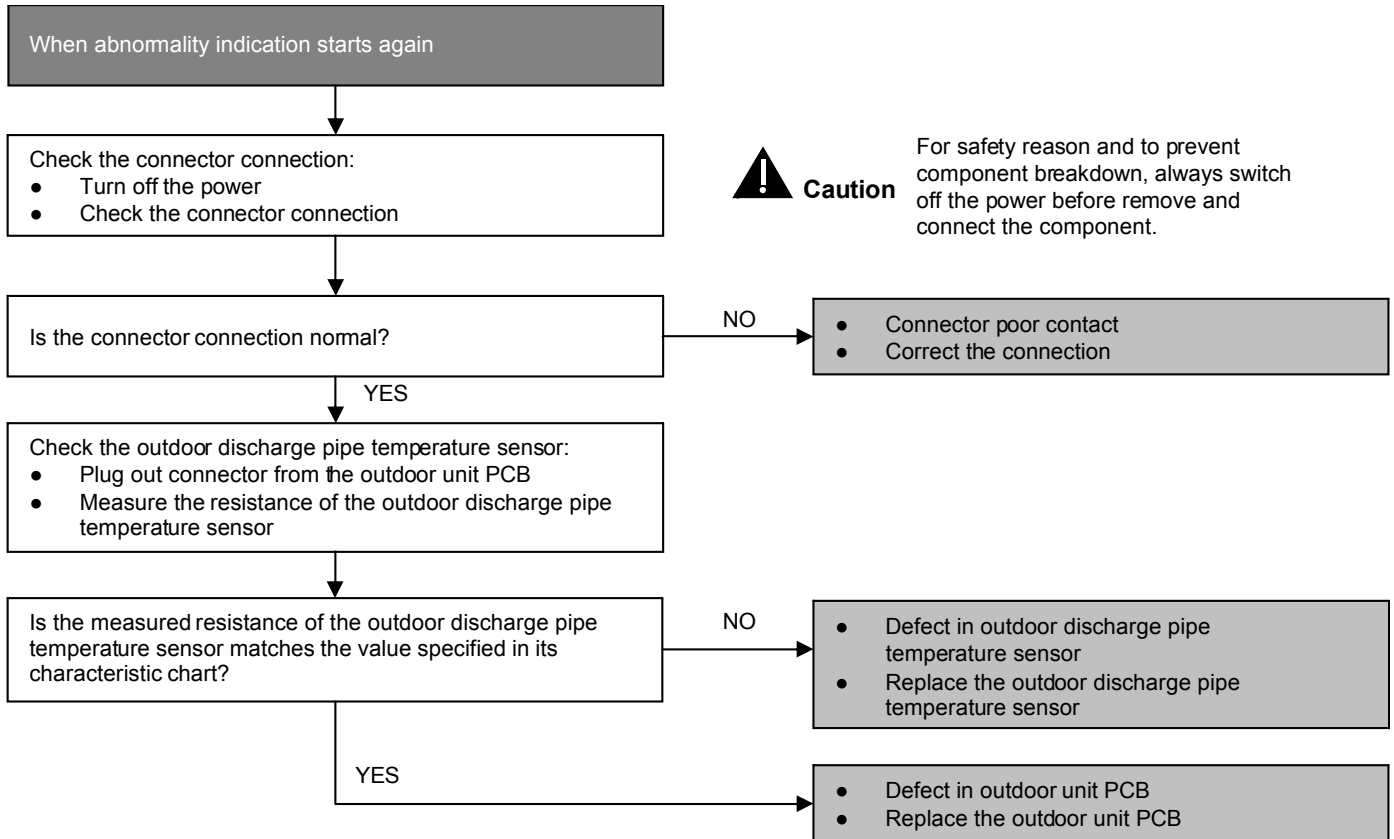 When abnormality indication starts again
Check the connector connection:
● Turn off the power
● Check the connector connection
Caution
For safety reason and to prevent
component breakdown, always switch
off the power before remove and
connect the component.
Is the connector connection normal?
NO
● Connector poor contact
● Correct the connection
YES
Check the outdoor discharge pipe temperature sensor:
● Plug out connector from the outdoor unit PCB
● Measure the resistance of the outdoor discharge pipe
temperature sensor
Is the measured resistance of the outdoor discharge pipe
temperature sensor matches the value specified in its
characteristic chart?
NO
● Defect in outdoor discharge pipe
temperature sensor
● Replace the outdoor discharge pipe
temperature sensor
YES
● Defect in outdoor unit PCB
● Replace the outdoor unit PCB